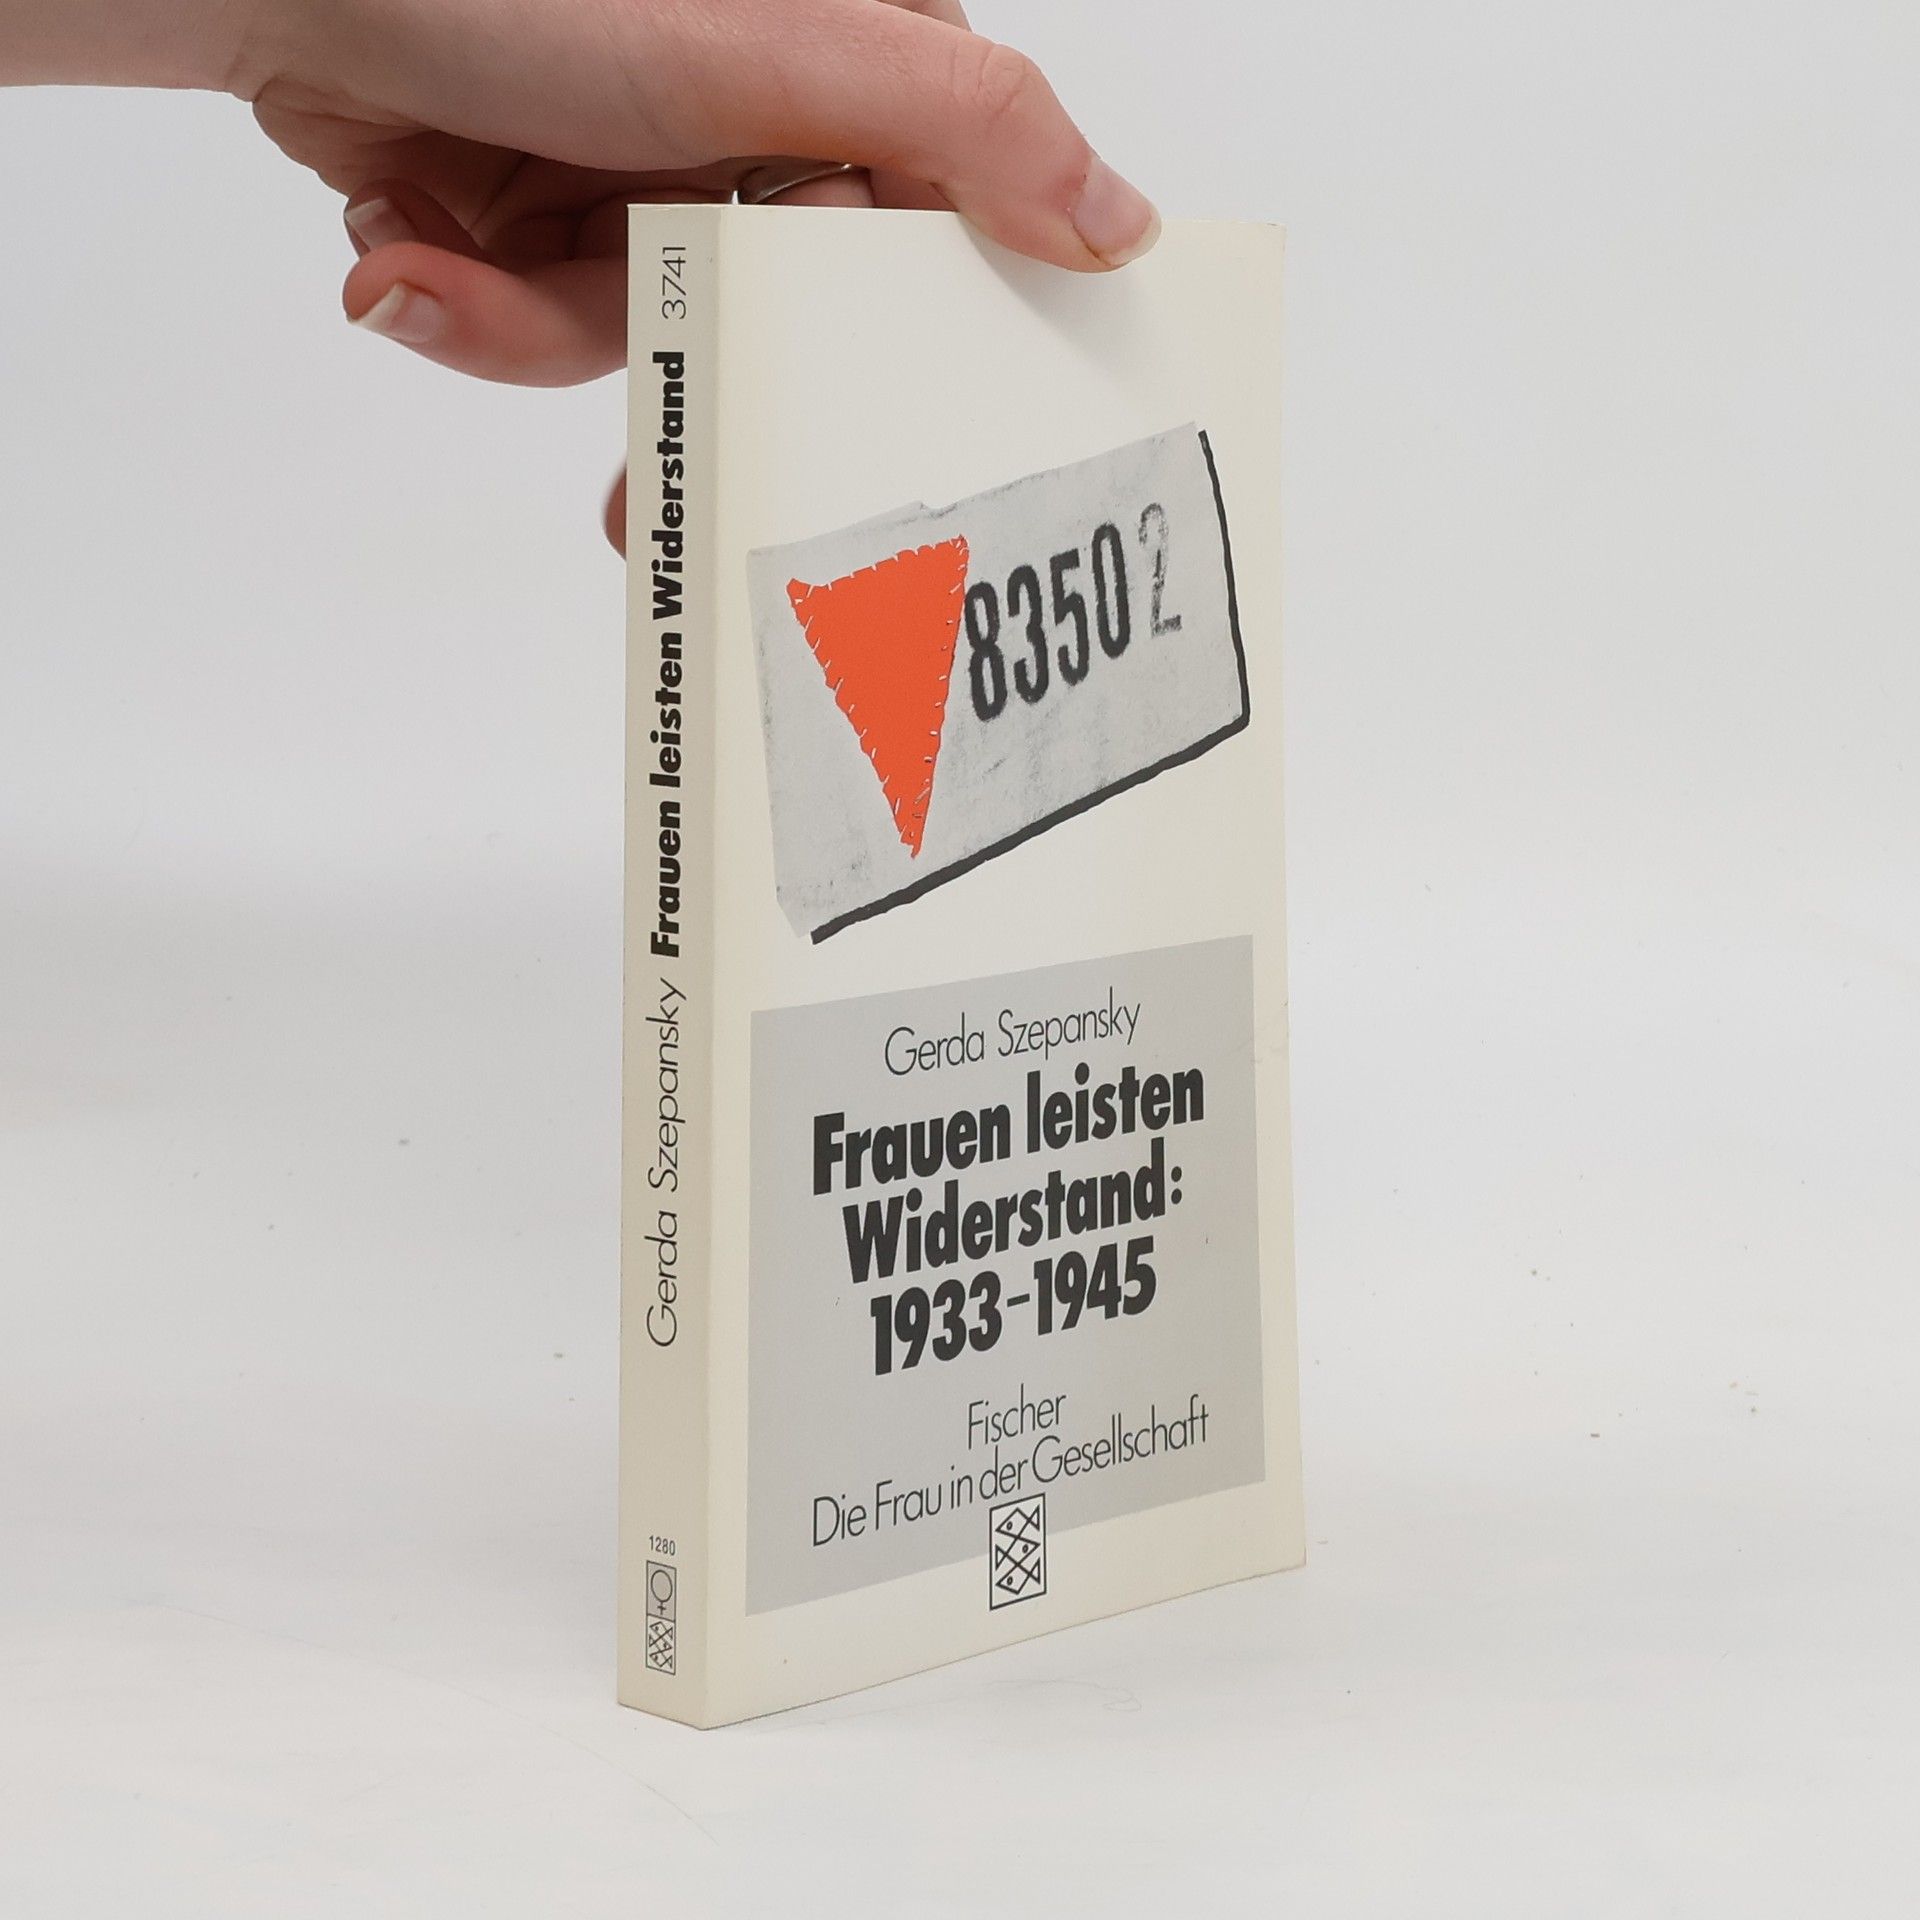 3741
Frauen leisten Widerstand
Gerda Szepansky
1280
83502
Gerda Szepansky
Frauen leisten
Widerstand:
1933-1945
Fischer
Die Frau in der Gesellschaft